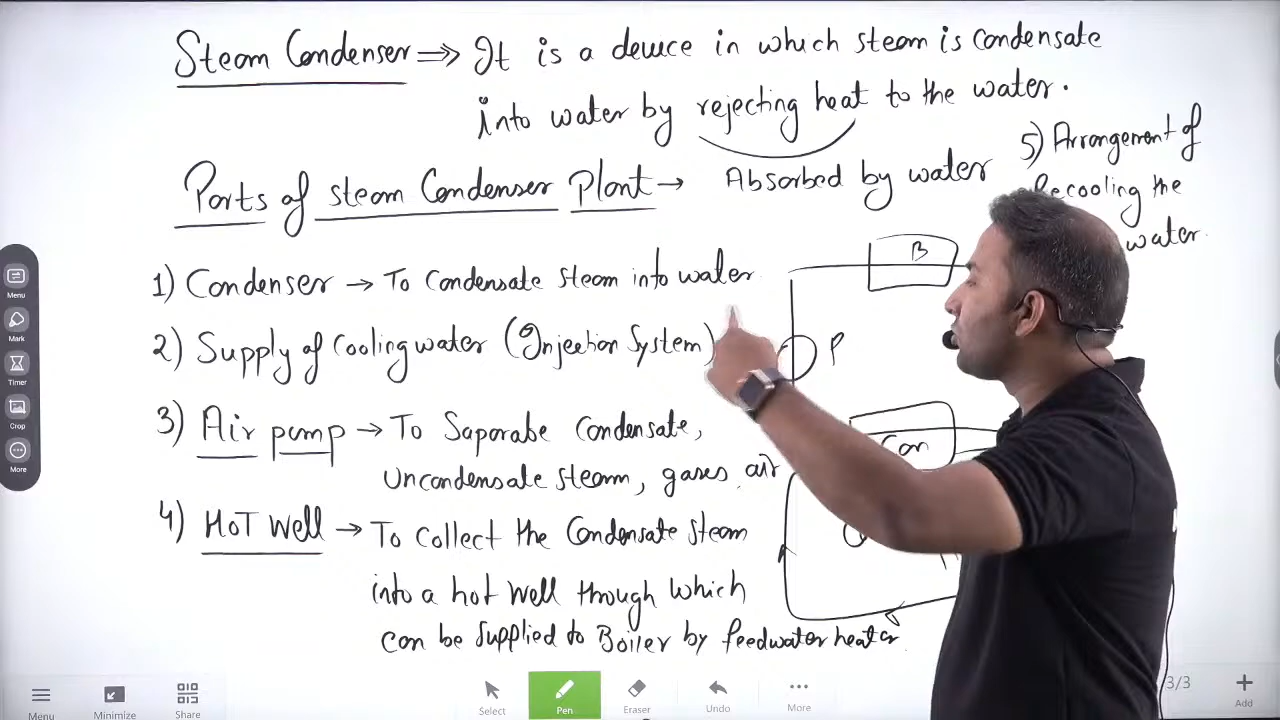 Steam Condenser ⇒ It is a device in which steam is condensate
into water by rejecting heat to the water.
Parts of steam Condenser Plant → Absorbed by water
1) Condenser → To Condensate steam into water
2) Supply of Cooling water (Injection System)
3) Air pump → To Saparabe Condensate,
uncondensate steam, gases, air
4) HOT Well → To Collect the Condensate steam
into a hot well through which
can be supplied to Boiler by feedwater heater
5) Arrangement of
Recooling the
water.
B
P
Con
Menu
Mark
Timer
Crop
More
Menu
Minimize
Share
Select
Pen
Eraser
Undo
More
3/3
Add